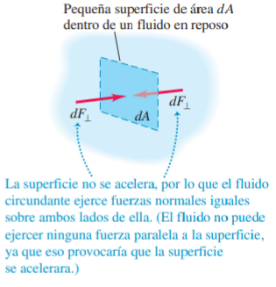 Pequeña superficie de área dA
dentro de un fluido en reposo
dF⊥
dF⊥
dA
La superficie no se acelera, por lo que el fluido
circundante ejerce fuerzas normales iguales
sobre ambos lados de ella. (El fluido no puede
ejercer ninguna fuerza paralela a la superficie,
ya que eso provocaría que la superficie
se acelerara.)